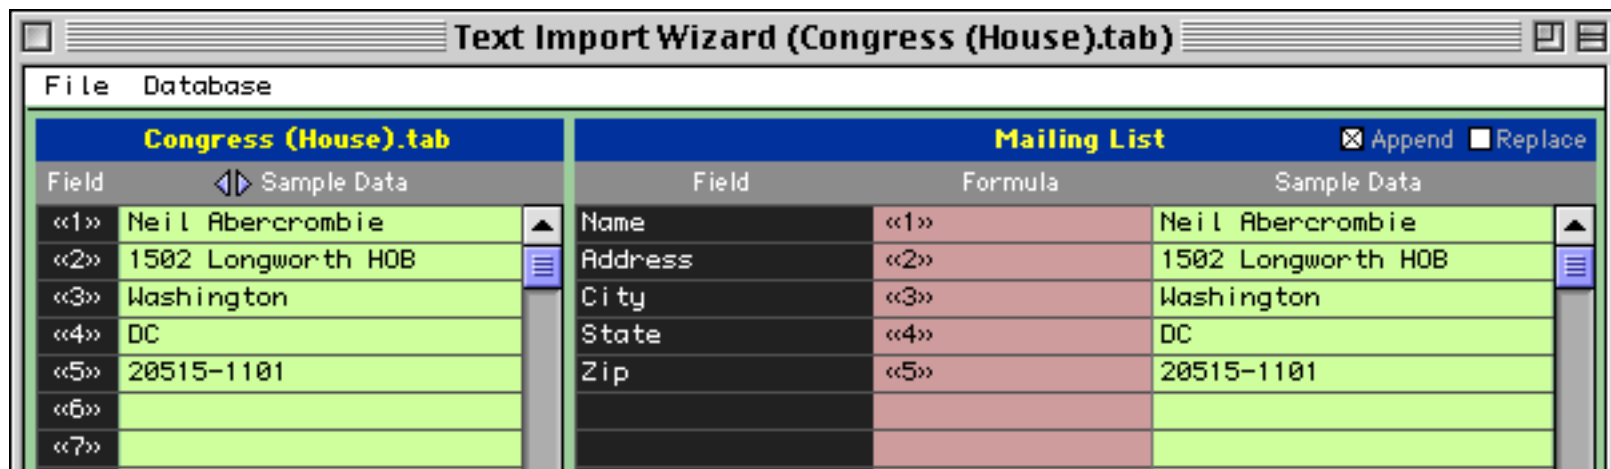 Text Import Wizard (Congress (House).tab)
File Database
Congress (House).tab Mailing List Append Replace
Field Sample Data Field Formula Sample Data
«1» Neil Abercrombie Name «1» Neil Abercrombie
«2» 1502 Longworth HOB Address «2» 1502 Longworth HOB
«3» Washington City «3» Washington
«4» DC State «4» DC
«5» 20515-1101 Zip «5» 20515-1101
«6»
«7»